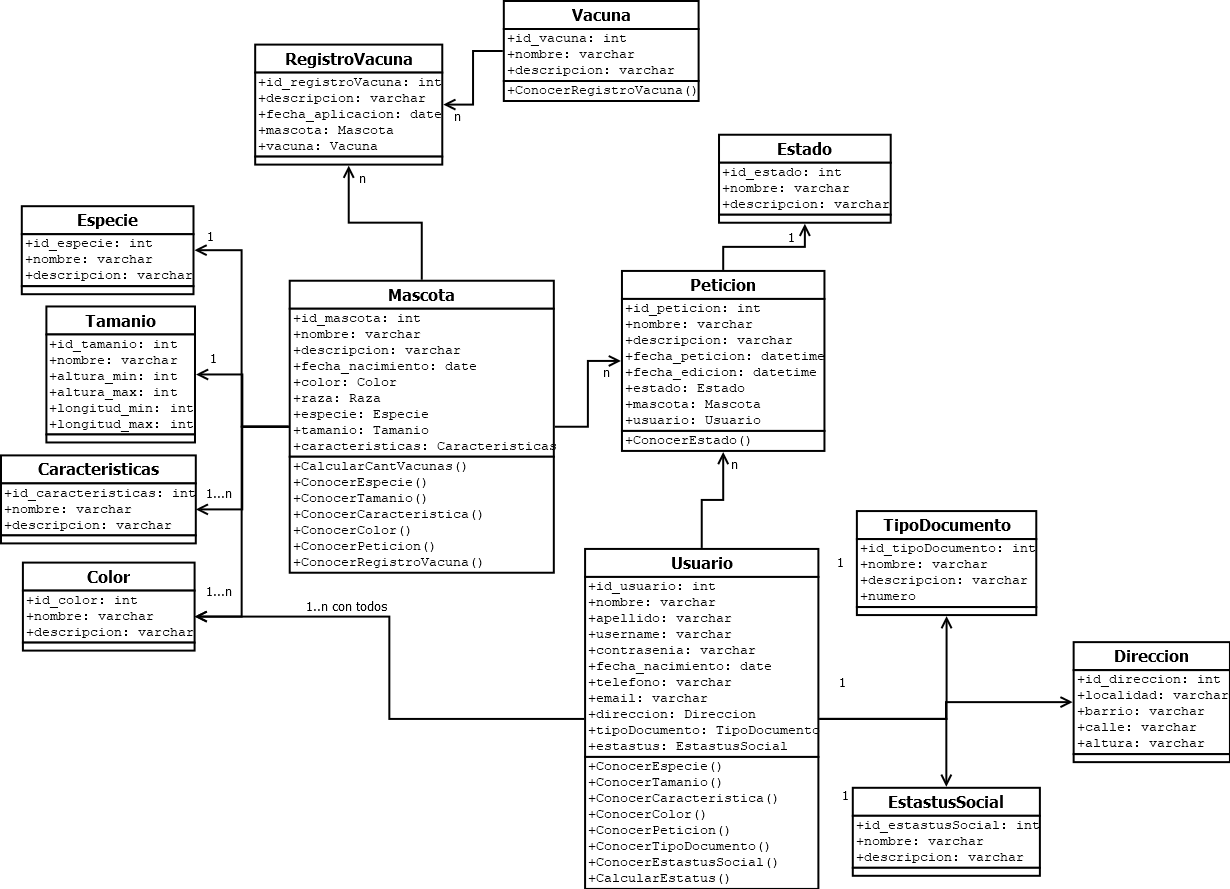 Vacuna
+id_vacuna: int
+nombre: varchar
+descripcion: varchar
+ConocerRegistroVacuna()
RegistroVacuna
+id_registroVacuna: int
+descripcion: varchar
+fecha_aplicacion: date
+mascota: Mascota
+vacuna: Vacuna
n
n
Estado
+id_estado: int
+nombre: varchar
+descripcion: varchar
1
Especie
+id_especie: int
+nombre: varchar
+descripcion: varchar
1
Tamanio
+id_tamanio: int
+nombre: varchar
+altura_min: int
+altura_max: int
+longitud_min: int
+longitud_max: int
1
Caracteristicas
+id_caracteristicas: int
+nombre: varchar
+descripcion: varchar
1...n
Color
+id_color: int
+nombre: varchar
+descripcion: varchar
1...n
1..n con todos
Mascota
+id_mascota: int
+nombre: varchar
+descripcion: varchar
+fecha_nacimiento: date
+color: Color
+raza: Raza
+especie: Especie
+tamanio: Tamanio
+caracteristicas: Caracteristicas
+CalcularCantVacunas()
+ConocerEspecie()
+ConocerTamanio()
+ConocerCaracteristica()
+ConocerColor()
+ConocerPeticion()
+ConocerRegistroVacuna()
Peticion
+id_peticion: int
+nombre: varchar
+descripcion: varchar
+fecha_peticion: datetime
+fecha_edicion: datetime
+estado: Estado
+mascota: Mascota
+usuario: Usuario
+ConocerEstado()
n
n
Usuario
+id_usuario: int
+nombre: varchar
+apellido: varchar
+username: varchar
+contrasenia: varchar
+fecha_nacimiento: date
+telefono: varchar
+email: varchar
+direccion: Direccion
+tipoDocumento: TipoDocumento
+estastus: EstastusSocial
+ConocerEspecie()
+ConocerTamanio()
+ConocerCaracteristica()
+ConocerColor()
+ConocerPeticion()
+ConocerTipoDocumento()
+ConocerEstastusSocial()
+CalcularEstatus()
TipoDocumento
+id_tipoDocumento: int
+nombre: varchar
+descripcion: varchar
+numero
1
1
1
Direccion
+id_direccion: int
+localidad: varchar
+barrio: varchar
+calle: varchar
+altura: varchar
EstastusSocial
+id_estastusSocial: int
+nombre: varchar
+descripcion: varchar